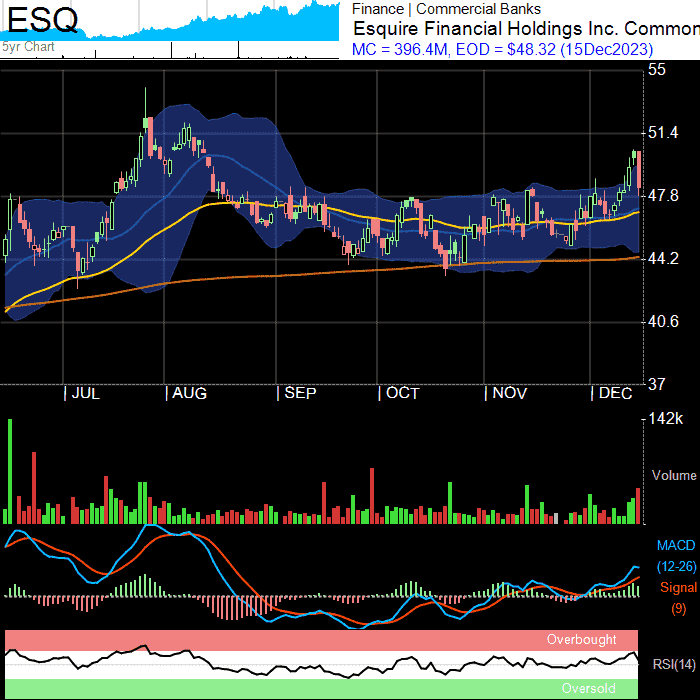 ESQ
5yr Chart
Finance | Commercial Banks
Esquire Financial Holdings Inc. Common
MC = 396.4M, EOD = $48.32 (15Dec2023)
55
51.4
47.8
44.2
40.6
37
| JUL | AUG | SEP | OCT | NOV | DEC
142k
Volume
MACD
(12-26)
Signal
(9)
Overbought
RSI(14)
Oversold